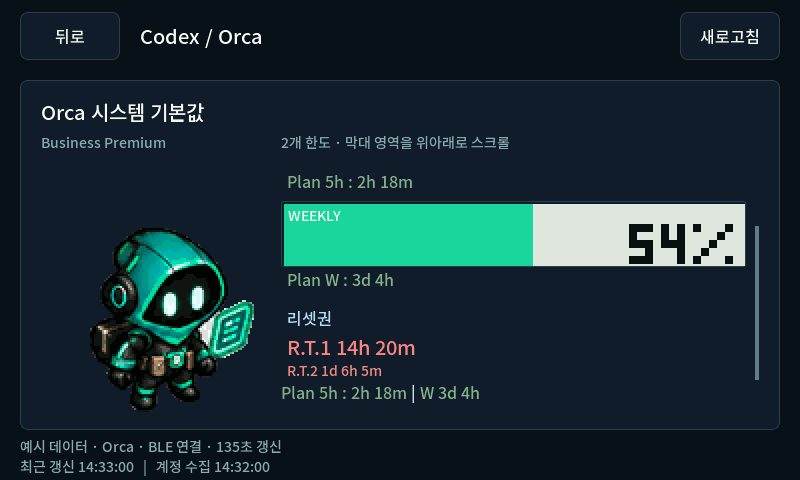 뒤로
Codex / Orca
새로고침
Orca 시스템 기본값
Business Premium
2개 한도 · 막대 영역을 위아래로 스크롤
Plan 5h : 2h 18m
WEEKLY
54%
Plan W : 3d 4h
리셋권
R.T.1 14h 20m
R.T.2 1d 6h 5m
Plan 5h : 2h 18m | W 3d 4h
예시 데이터 · Orca · BLE 연결 · 135초 갱신
최근 갱신 14:33:00 | 계정 수집 14:32:00